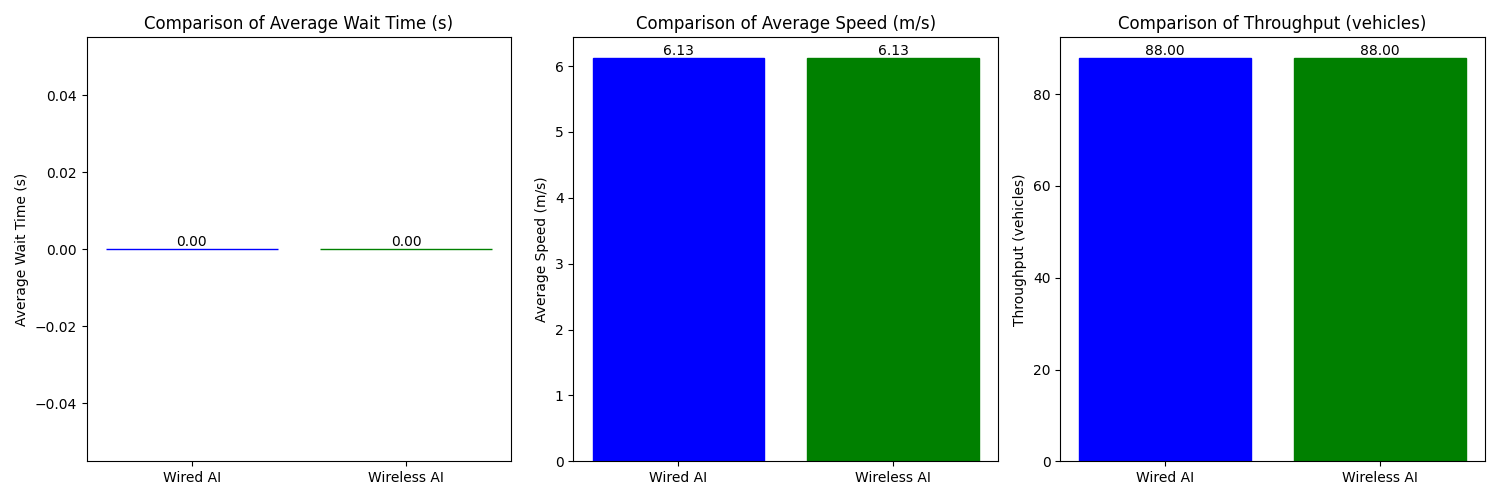 Comparison of Average Wait Time (s)
Average Wait Time (s)
0.04
0.02
0.00
−0.02
−0.04
0.00
0.00
Wired AI
Wireless AI
Comparison of Average Speed (m/s)
Average Speed (m/s)
6
5
4
3
2
1
0
6.13
6.13
Wired AI
Wireless AI
Comparison of Throughput (vehicles)
Throughput (vehicles)
80
60
40
20
0
88.00
88.00
Wired AI
Wireless AI